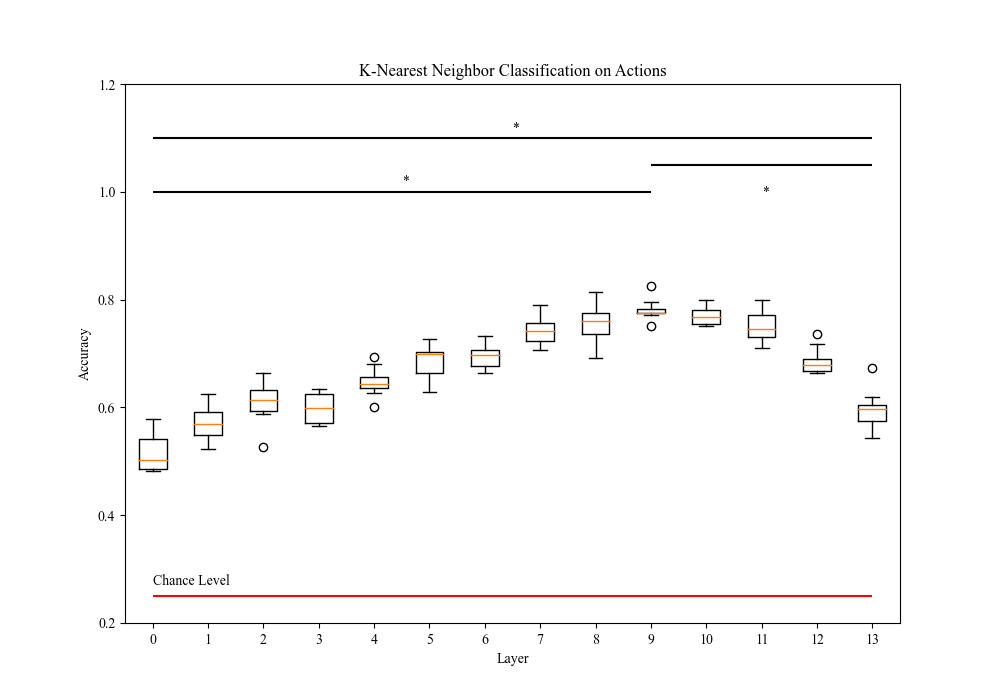 K-Nearest Neighbor Classification on Actions
1.2
*
*
1.0
*
0.8
Accuracy
0.6
0.4
Chance Level
0.2
0 1 2 3 4 5 6 7 8 9 10 11 12 13
Layer